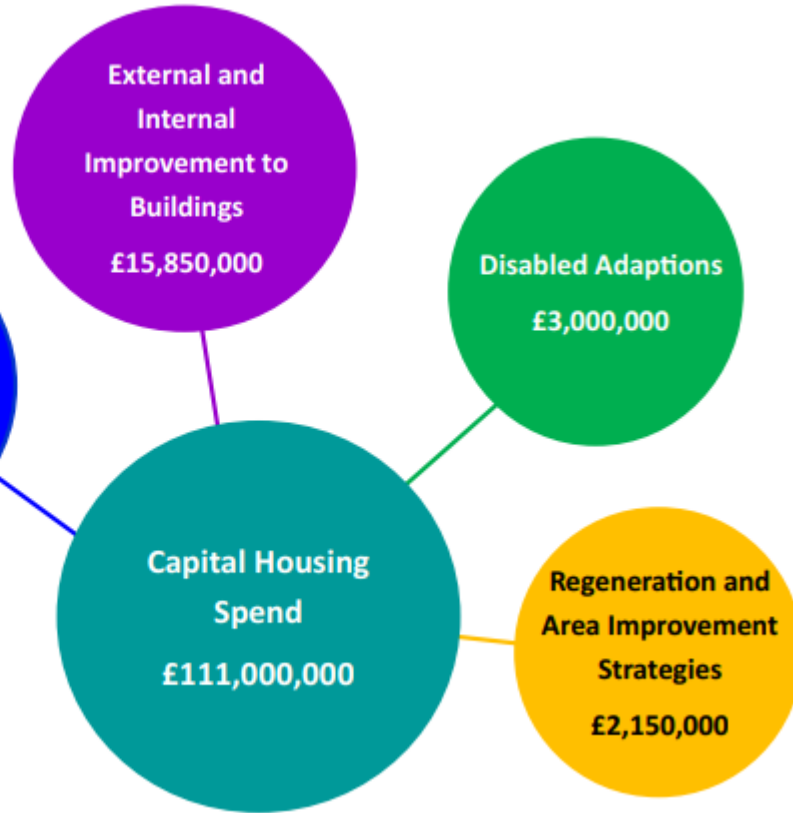 External and
Internal
Improvement to
Buildings
£15,850,000
Disabled Adaptions
£3,000,000
Capital Housing
Spend
£111,000,000
Regeneration and
Area Improvement
Strategies
£2,150,000